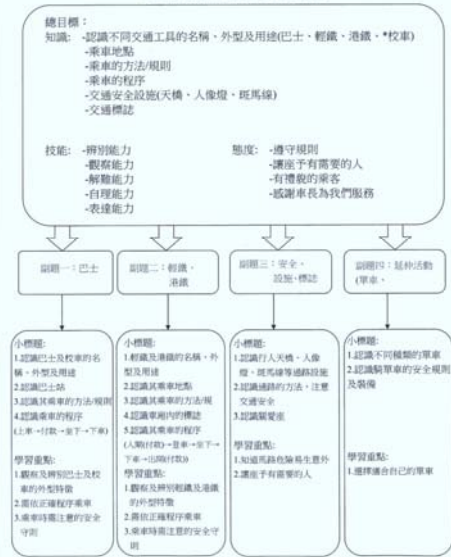 總目標：
知識: -認識不同交通工具的名稱、外型及用途(巴士、輕鐵、港鐵、*校車)
-乘車地點
-乘車的方法/規則
-乘車的程序
-交通安全設施(天橋、人像燈、斑馬線)
-交通標誌
技能: -辨別能力
-觀察能力
-解難能力
-自理能力
-表達能力
態度: -遵守規則
-讓座予有需要的人
-有禮貌的乘客
-感謝車長為我們服務
副題一：巴士
副題二：輕鐵、
港鐵
副題三：安全、
設施、標誌
副題四：延伸活動
(單車、
小標題:
1.認識巴士及校車的名
稱、外型及用途
2.認識巴士站
3.認識其乘車的方法/規則
4.認識乘車的程序
(上車→付款→坐下→下車)
學習重點:
1.觀察及辨別巴士及校
車的外型特徵
2.需依正確程序乘車
3.乘車時需注意的安全
守則
小標題:
1.輕鐵及港鐵的名稱、外
型及用途
2.認識其乘車地點
3.認識其乘車的方法/規
4.認識車廂內的標誌
5.認識其乘車的程序
(入閘(付款)→登車→坐下→
下車→出閘(付款))
學習重點:
1.觀察及辨別輕鐵及港鐵
的外型特徵
2.需依正確程序乘車
3.乘車時需注意的安全守
則
小標題:
1.認識行人天橋、人像
燈、斑馬線等過路設施
2.認識過路的方法，注意
交通安全
3.認識關愛座
學習重點:
1.知道馬路危險易生意外
2.讓座予有需要的人
小標題:
1.認識不同種類的單車
2.認識騎單車的安全規則
及裝備
學習重點:
1.選擇適合自己的單車